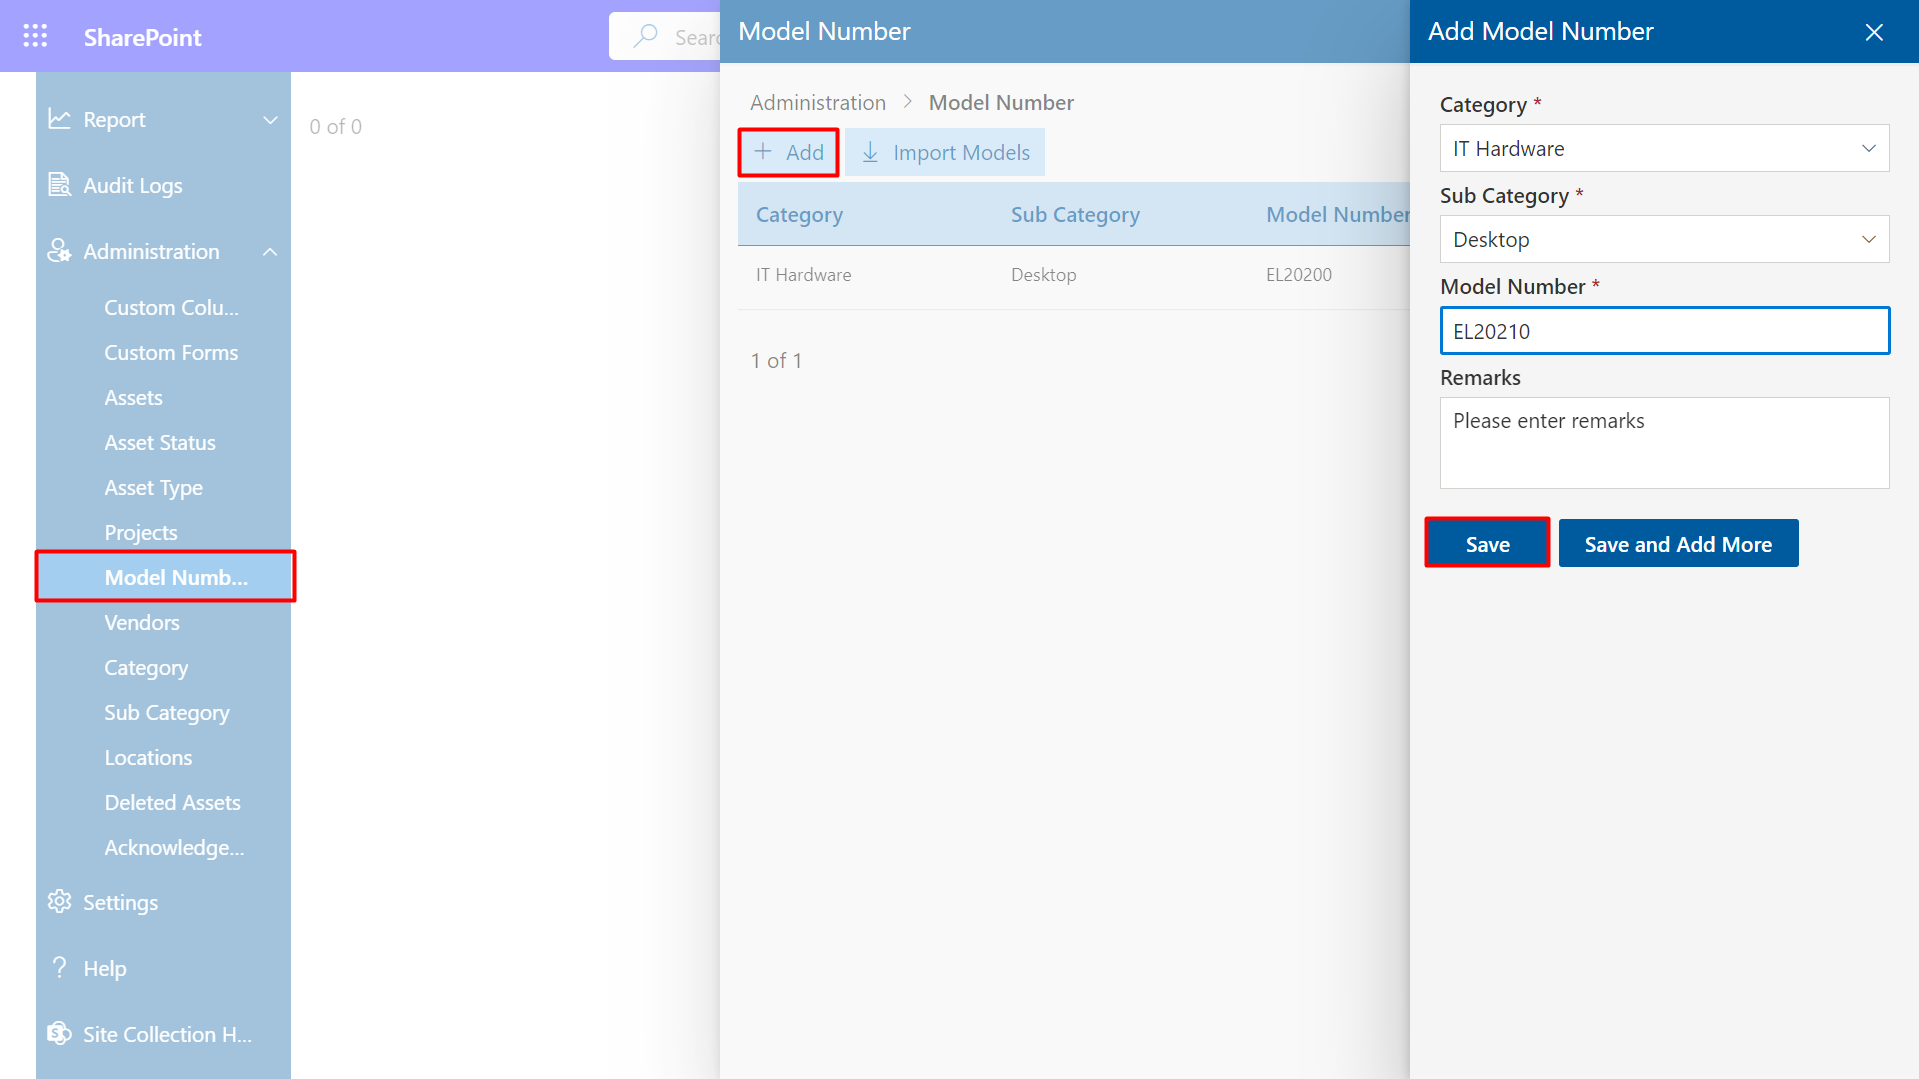 SharePoint
Sear
Report
Audit Logs
Administration
Custom Colu...
Custom Forms
Assets
Asset Status
Asset Type
Projects
Model Numb...
Vendors
Category
Sub Category
Locations
Deleted Assets
Acknowledge...
Settings
? Help
Site Collection H...
0 of 0
Model Number
Administration > Model Number
+ Add
Import Models
Category Sub Category Model Number
IT Hardware Desktop EL20200
1 of 1
Add Model Number
Category *
IT Hardware
Sub Category *
Desktop
Model Number *
EL20210
Remarks
Please enter remarks
Save
Save and Add More